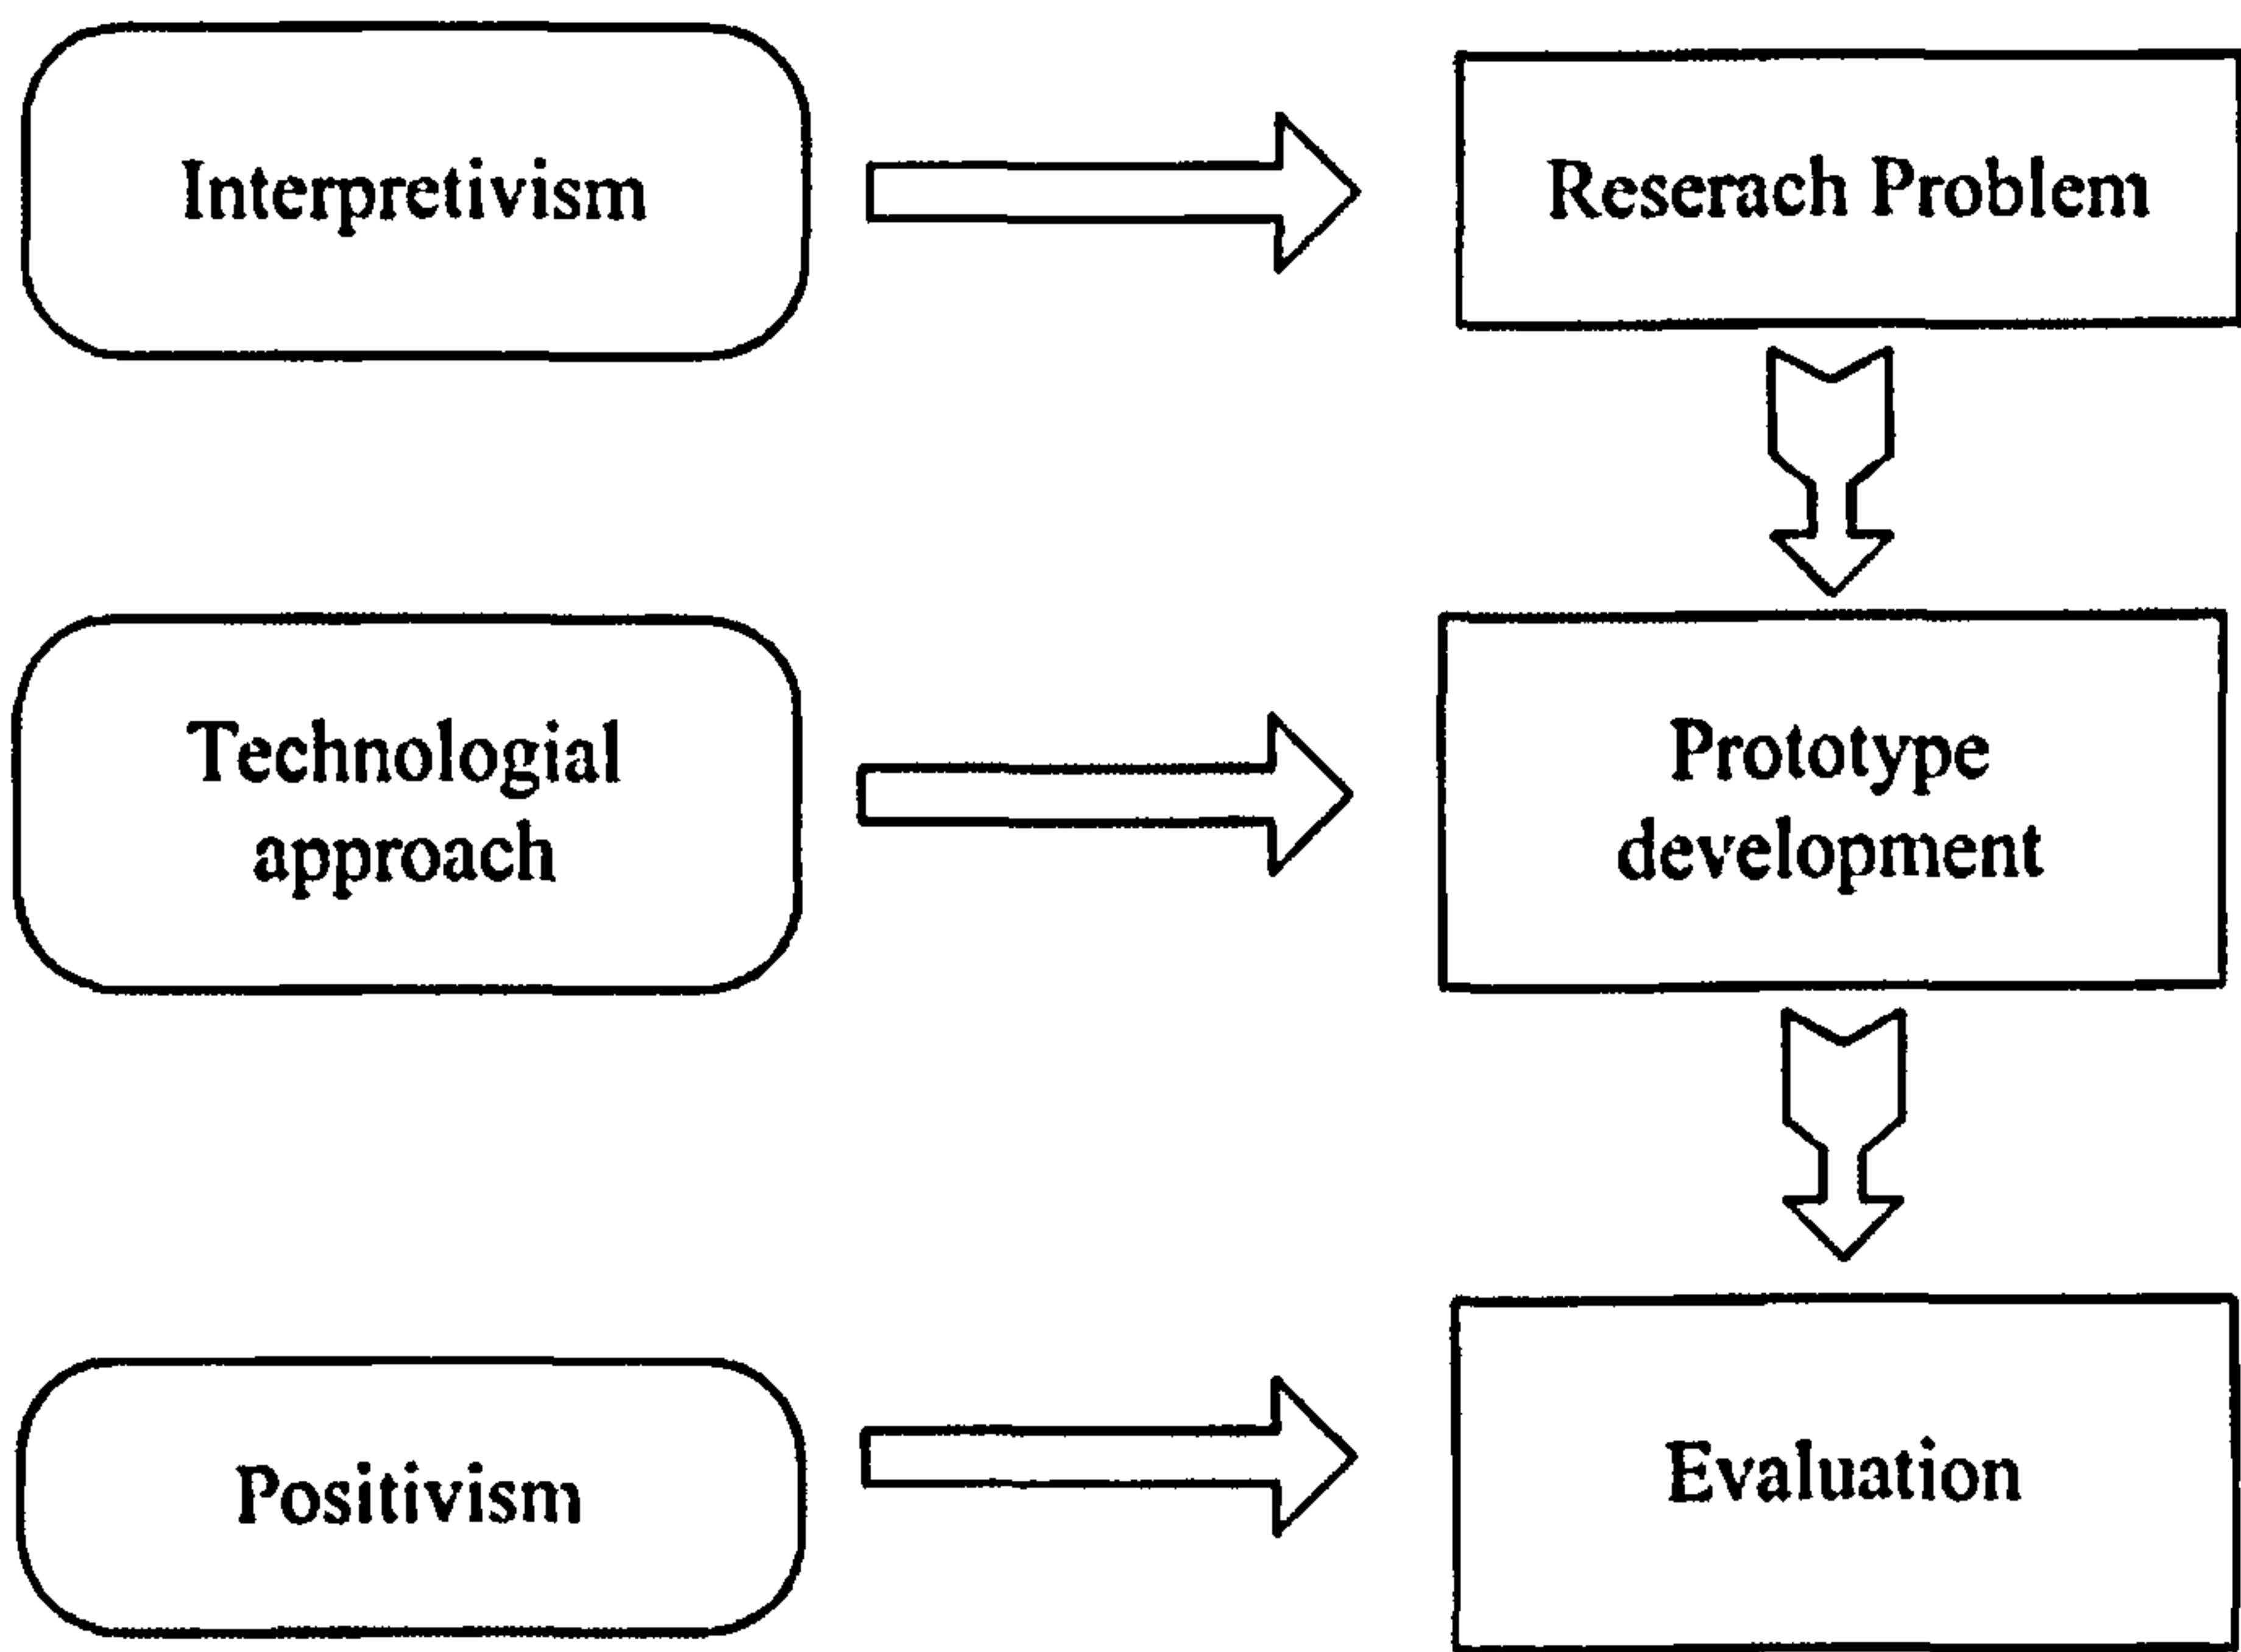 Interpretivism
Reserach Problem
Technologial
approach
Prototype
development
Positivism
Evaluation